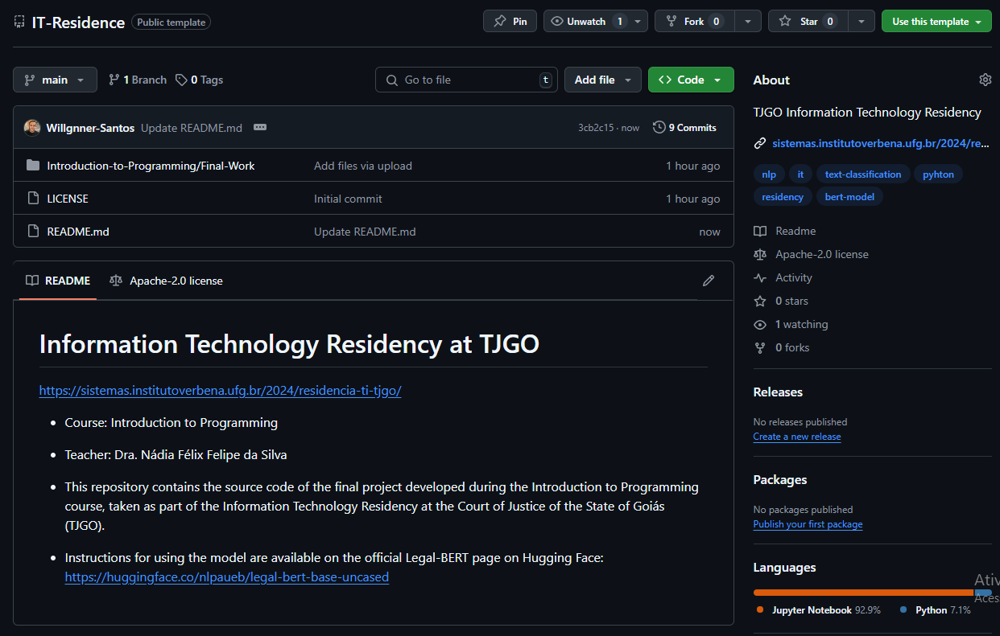 IT-Residence Public template Pin Unwatch 1 Fork 0 Star 0 Use this template
main 1 Branch 0 Tags Go to file t Add file Code
Willgnner-Santos Update README.md 3cb2c15 · now 9 Commits
Introduction-to-Programming/Final-Work Add files via upload 1 hour ago
LICENSE Initial commit 1 hour ago
README.md Update README.md now
README Apache-2.0 license
Information Technology Residency at TJGO
https://sistemas.institutoverbena.ufg.br/2024/residencia-ti-tjgo/
Course: Introduction to Programming
Teacher: Dra. Nádia Félix Felipe da Silva
This repository contains the source code of the final project developed during the Introduction to Programming
course, taken as part of the Information Technology Residency at the Court of Justice of the State of Goiás
(TJGO).
Instructions for using the model are available on the official Legal-BERT page on Hugging Face:
https://huggingface.co/nlpaueb/legal-bert-base-uncased
About
TJGO Information Technology Residency
sistemas.institutoverbena.ufg.br/2024/re...
nlp it text-classification pyhton
residency bert-model
Readme
Apache-2.0 license
Activity
0 stars
1 watching
0 forks
Releases
No releases published
Create a new release
Packages
No packages published
Publish your first package
Languages
Jupyter Notebook 92.9% Python 7.1%
Ativ
Aces